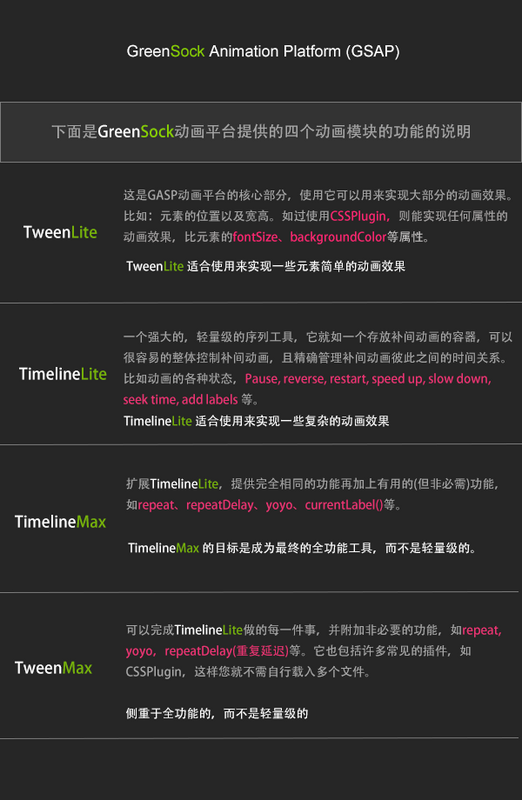 GreenSock Animation Platform (GSAP)
下面是GreenSock动画平台提供的四个动画模块的功能的说明
TweenLite
这是GASP动画平台的核心部分，使用它可以用来实现大部分的动画效果。
比如：元素的位置以及宽高。如过使用CSSPlugin，则能实现任何属性的
动画效果，比元素的fontSize、backgroundColor等属性。
TweenLite 适合使用来实现一些元素简单的动画效果
TimelineLite
一个强大的，轻量级的序列工具，它就如一个存放补间动画的容器，可以
很容易的整体控制补间动画，且精确管理补间动画彼此之间的时间关系。
比如动画的各种状态，Pause, reverse, restart, speed up, slow down,
seek time, add labels 等。
TimelineLite 适合使用来实现一些复杂的动画效果
TimelineMax
扩展TimelineLite，提供完全相同的功能再加上有用的(但非必需)功能，
如repeat、repeatDelay、yoyo、currentLabel()等。
TimelineMax 的目标是成为最终的全功能工具，而不是轻量级的。
TweenMax
可以完成TimelineLite做的每一件事，并附加非必要的功能，如repeat,
yoyo，repeatDelay(重复延迟)等。它也包括许多常见的插件，如
CSSPlugin，这样您就不需自行载入多个文件。
侧重于全功能的，而不是轻量级的